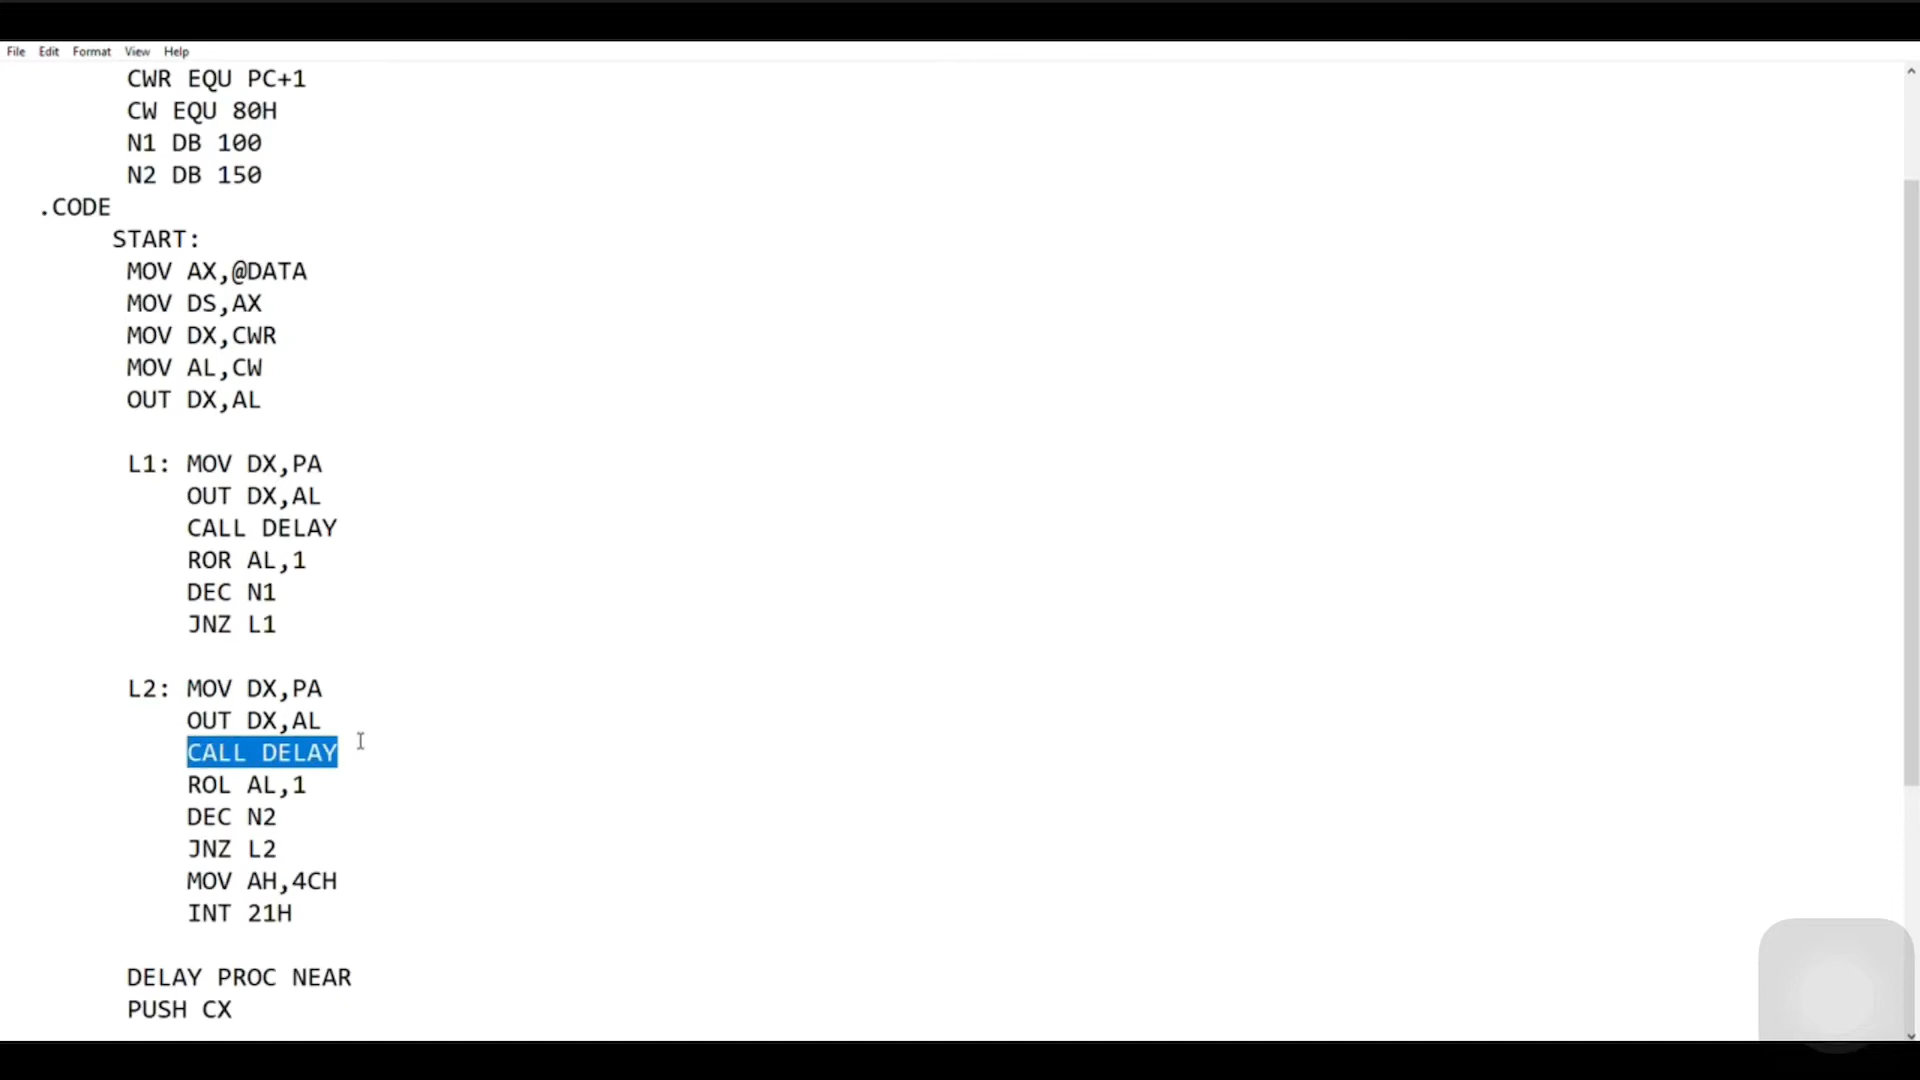 File Edit Format View Help
CWR EQU PC+1
CW EQU 80H
N1 DB 100
N2 DB 150
.CODE
START:
MOV AX,@DATA
MOV DS,AX
MOV DX,CWR
MOV AL,CW
OUT DX,AL
L1: MOV DX,PA
OUT DX,AL
CALL DELAY
ROR AL,1
DEC N1
JNZ L1
L2: MOV DX,PA
OUT DX,AL
CALL DELAY
ROL AL,1
DEC N2
JNZ L2
MOV AH,4CH
INT 21H
DELAY PROC NEAR
PUSH CX